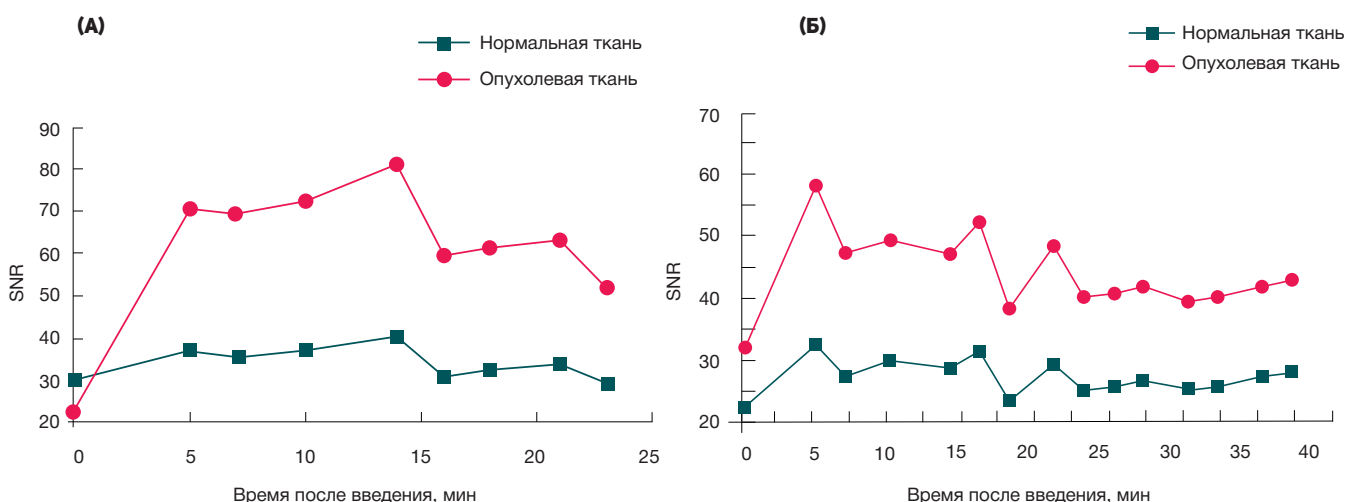 (А)
Нормальная ткань
Опухолевая ткань
SNR
90
80
70
60
50
40
30
20
0 5 10 15 20 25
Время после введения, мин
(Б)
Нормальная ткань
Опухолевая ткань
SNR
70
60
50
40
30
20
0 5 10 15 20 25 30 35 40
Время после введения, мин